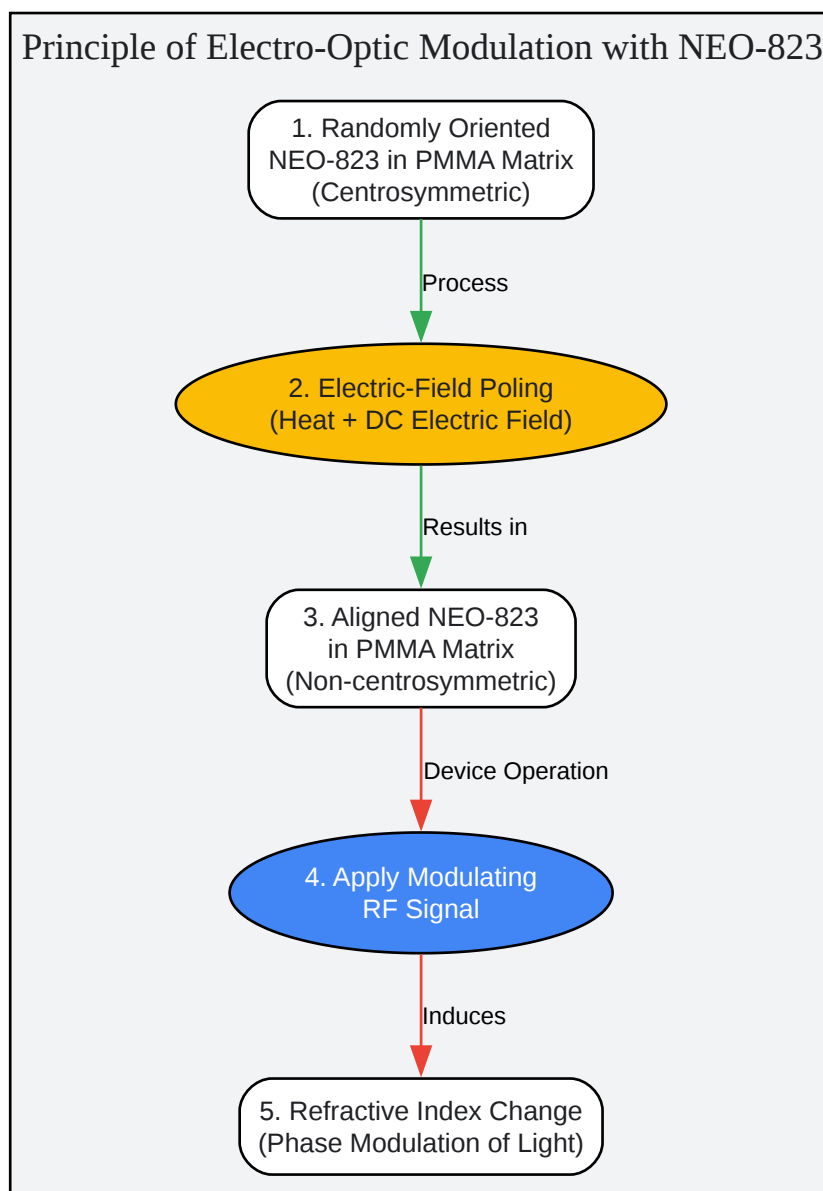 Principle of Electro-Optic Modulation with NEO-823
1. Randomly Oriented
NEO-823 in PMMA Matrix
(Centrosymmetric)
Process
2. Electric-Field Poling
(Heat + DC Electric Field)
Results in
3. Aligned NEO-823
in PMMA Matrix
(Non-centrosymmetric)
Device Operation
4. Apply Modulating
RF Signal
Induces
5. Refractive Index Change
(Phase Modulation of Light)